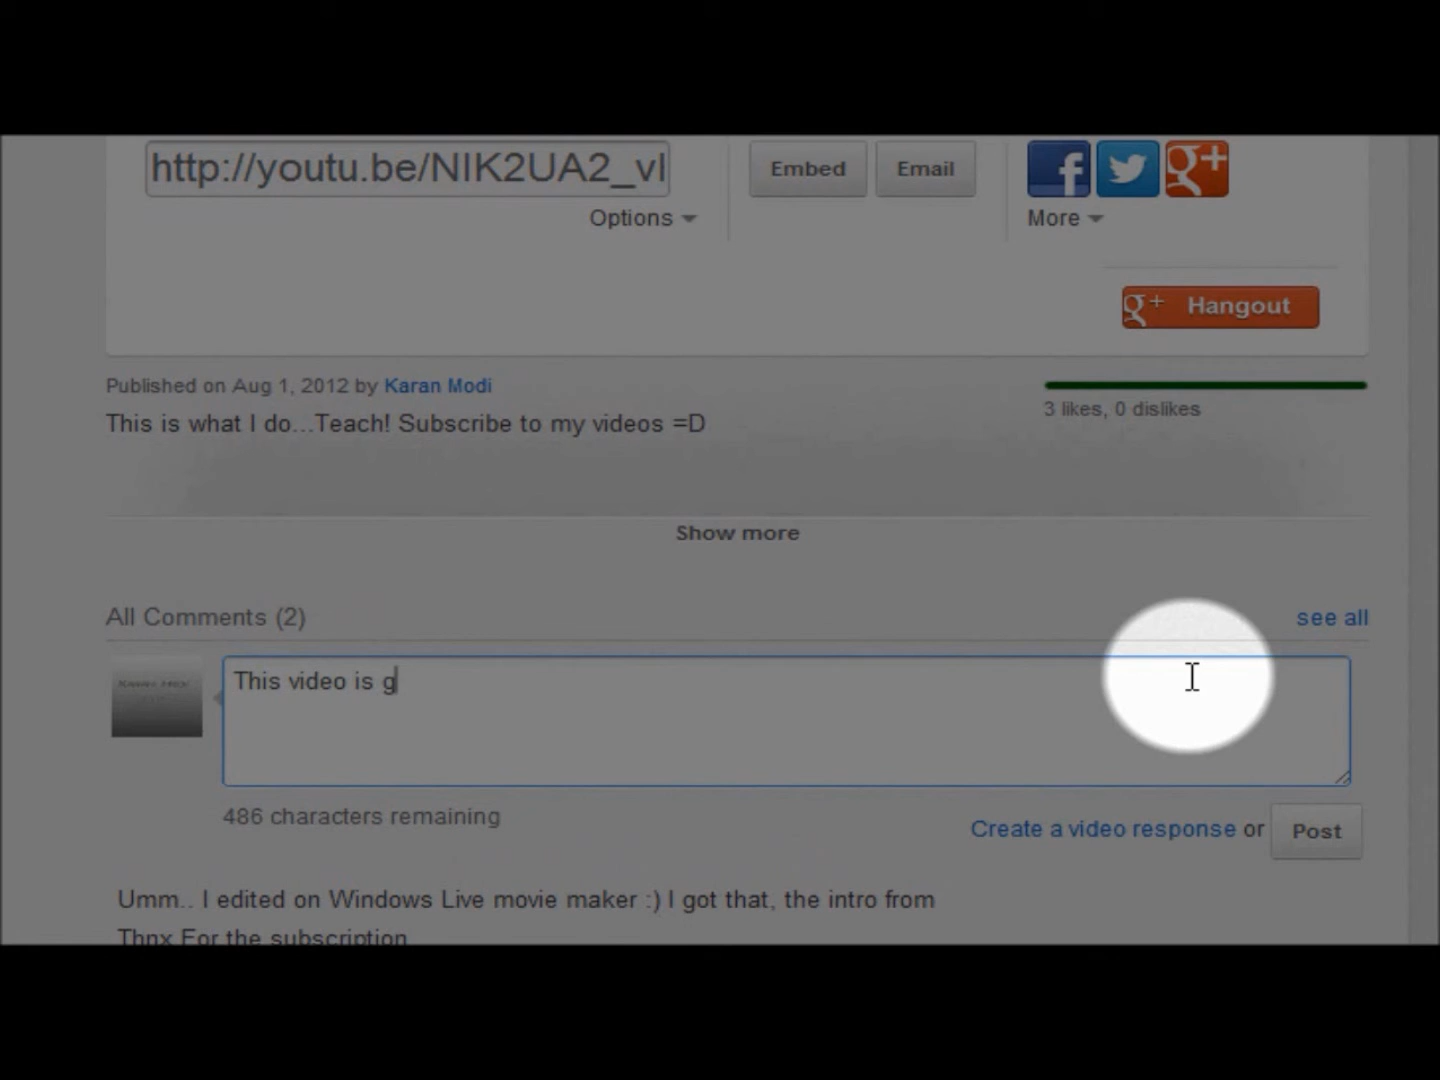 http://youtu.be/NIK2UA2_vl
Embed
Email
Options
More
g+ Hangout
Published on Aug 1, 2012 by Karan Modi
3 likes, 0 dislikes
This is what I do...Teach! Subscribe to my videos =D
Show more
All Comments (2)
see all
This video is g
486 characters remaining
Create a video response or
Post
Umm.. I edited on Windows Live movie maker :) I got that, the intro from
Thnx For the subscription